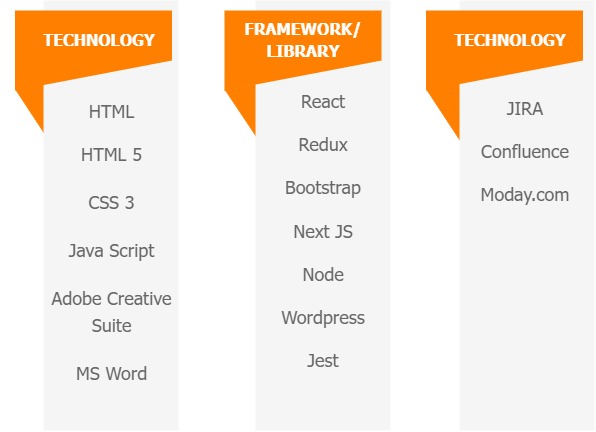 TECHNOLOGY
HTML
HTML 5
CSS 3
Java Script
Adobe Creative
Suite
MS Word
FRAMEWORK/
LIBRARY
React
Redux
Bootstrap
Next JS
Node
Wordpress
Jest
TECHNOLOGY
JIRA
Confluence
Moday.com